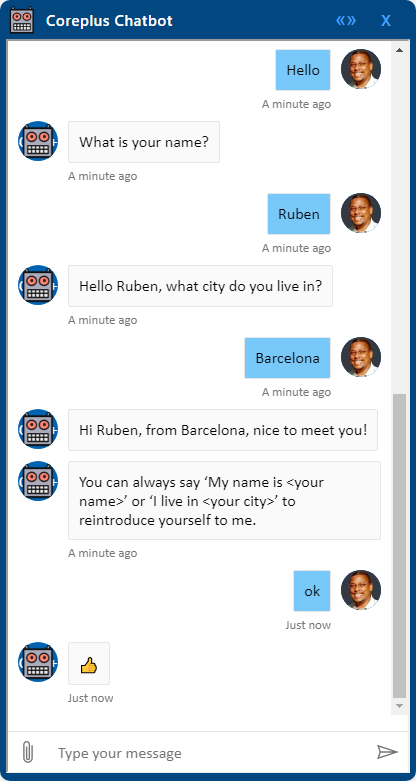 Coreplus Chatbot «» X
Hello
A minute ago
What is your name?
A minute ago
Ruben
A minute ago
Hello Ruben, what city do you live in?
A minute ago
Barcelona
A minute ago
Hi Ruben, from Barcelona, nice to meet you!
You can always say ‘My name is <your
name>’ or ‘I live in <your city>’ to
reintroduce yourself to me.
A minute ago
ok
Just now
👍
Just now
Type your message